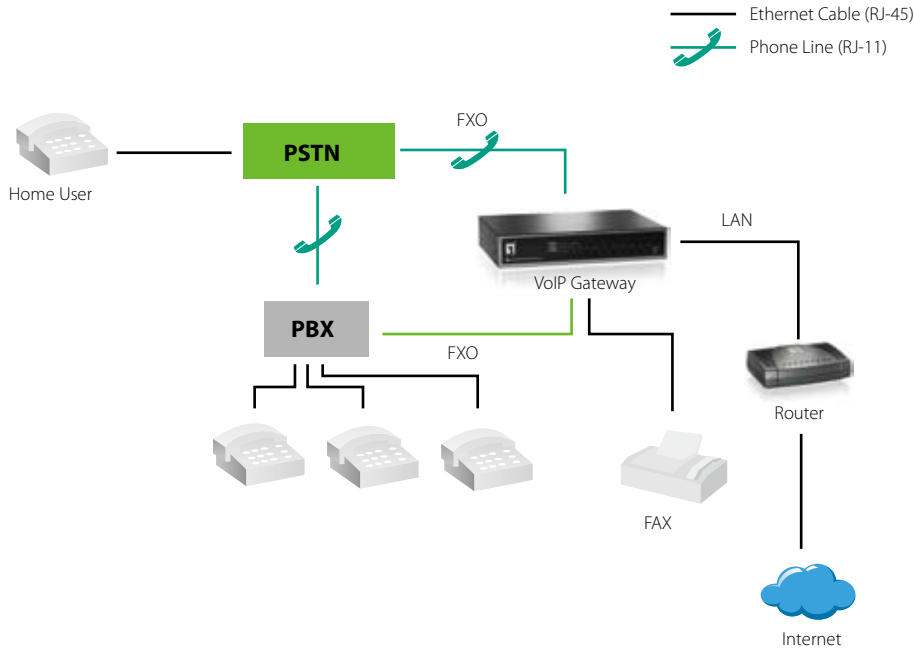 Ethernet Cable (RJ-45)
Phone Line (RJ-11)
FXO
PSTN
Home User
LAN
VoIP Gateway
PBX
FXO
Router
FAX
Internet